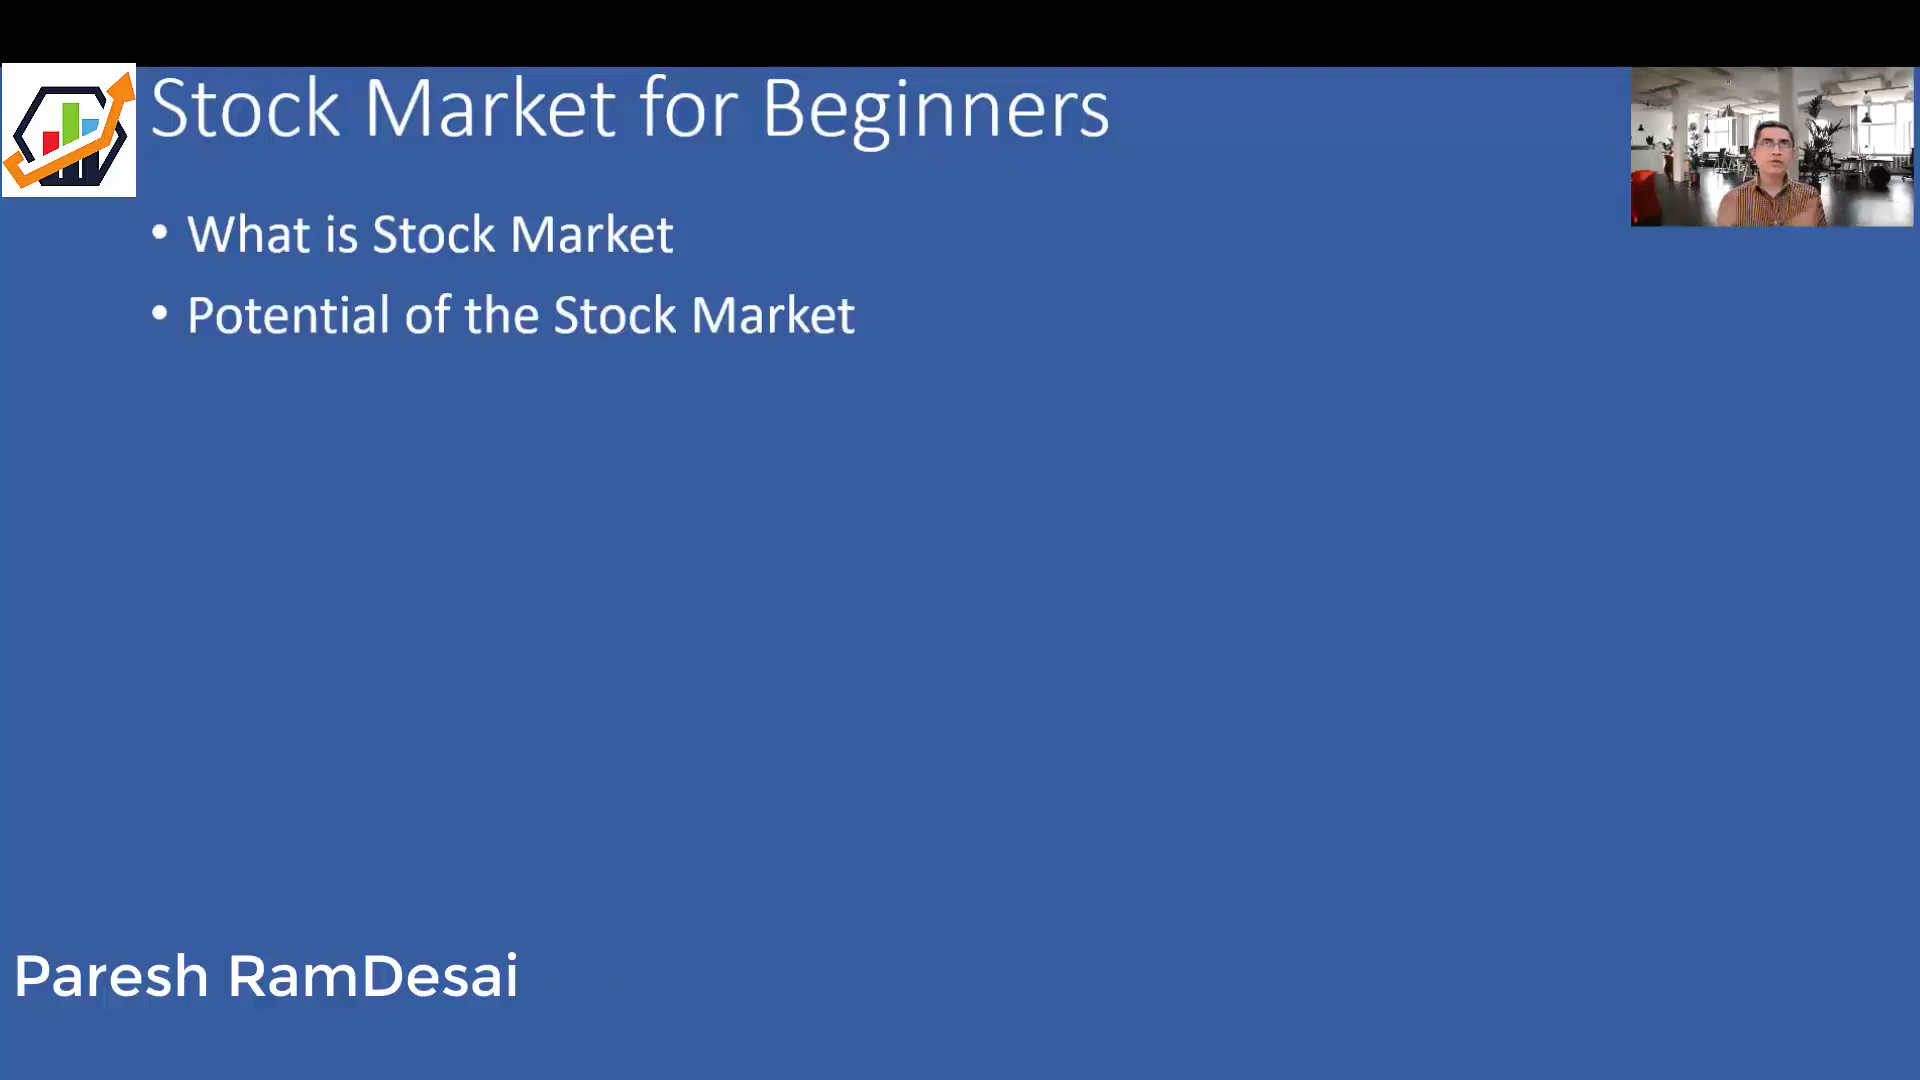 Stock Market for Beginners
• What is Stock Market
• Potential of the Stock Market
Paresh RamDesai